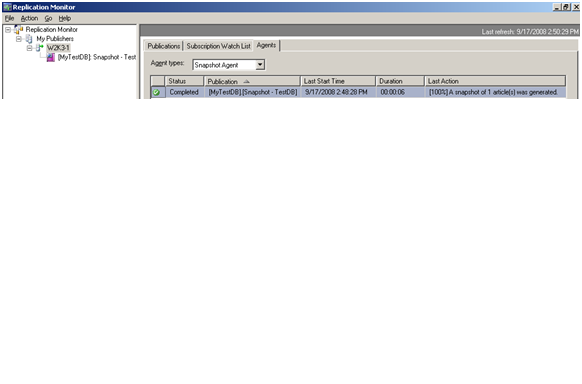 Replication Monitor
File Action Go Help
Last refresh: 9/17/2008 2:50:29 PM
Replication Monitor
My Publishers
W2K3-1
[MyTestDB]: Snapshot - Test
Publications Subscription Watch List Agents
Agent types: Snapshot Agent
Status Publication Last Start Time Duration Last Action
Completed [MyTestDB].[Snapshot - TestDB] 9/17/2008 2:48:28 PM 00:00:06 [100%] A snapshot of 1 article(s) was generated.